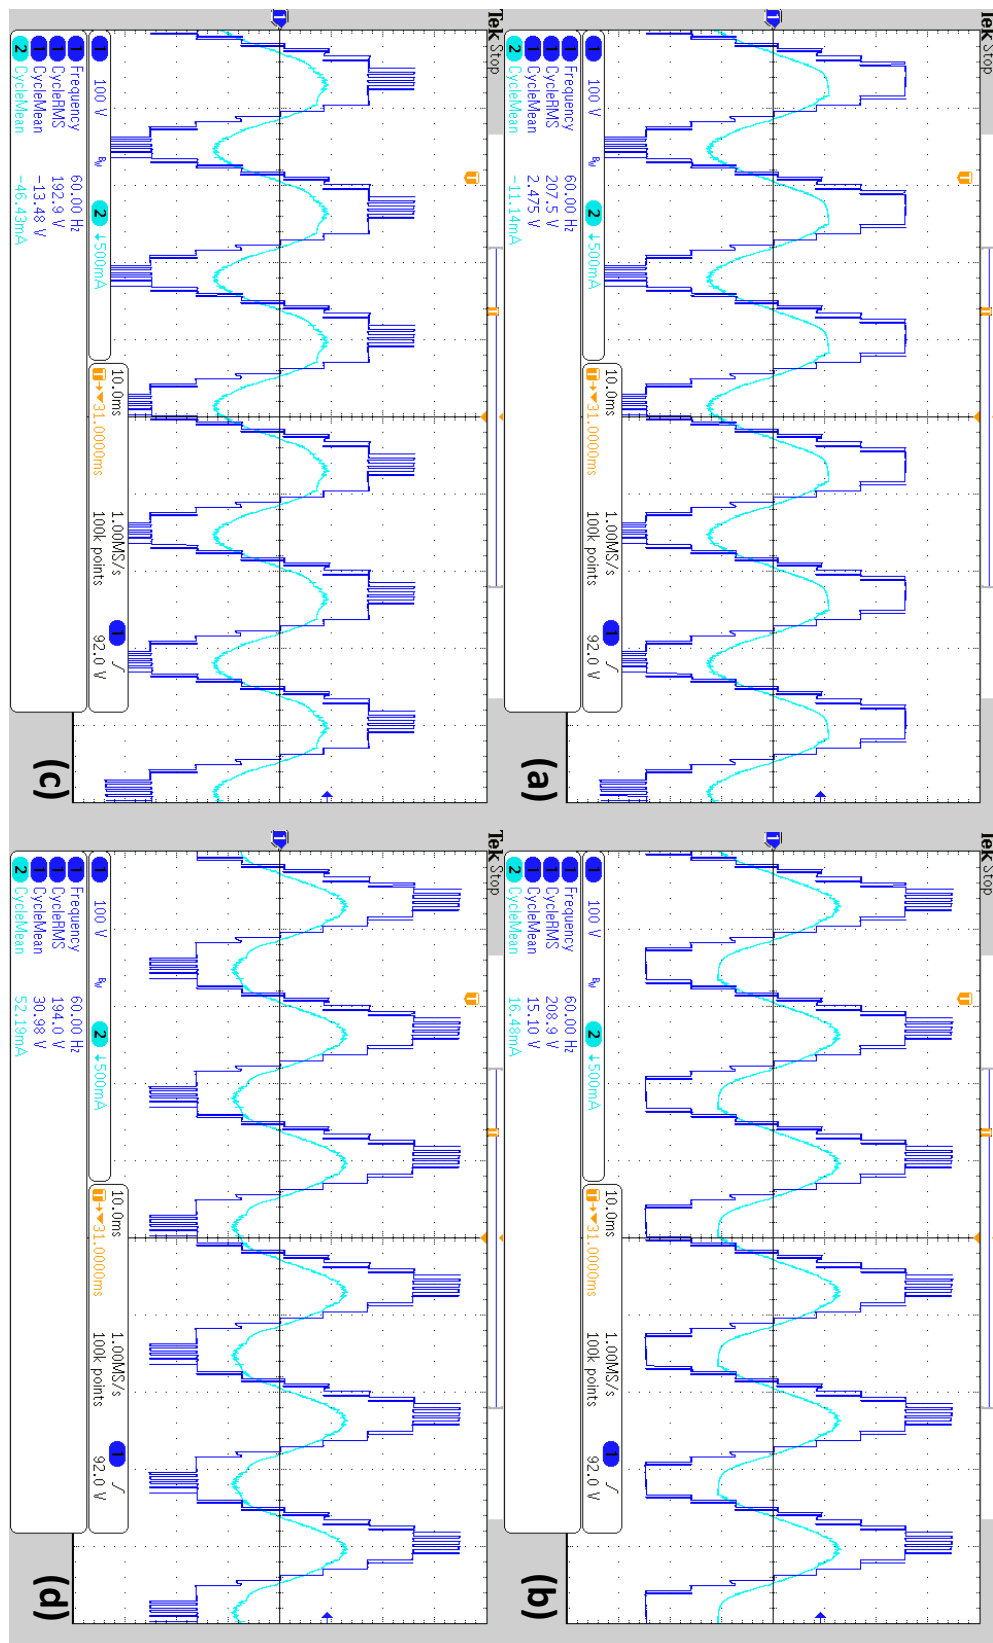 Tek Stop
1 100 V Bw 2 500mA
10.0ms 1.00MS/s 1
T→▼31.0000ms 100k points 92.0 V
1 Frequency 60.00 Hz
1 CycleRMS 207.5 V
1 CycleMean 2.475 V
2 CycleMean −11.14mA
(a)
Tek Stop
1 100 V Bw 2 500mA
10.0ms 1.00MS/s 1
T→▼31.0000ms 100k points 92.0 V
1 Frequency 60.00 Hz
1 CycleRMS 208.9 V
1 CycleMean 15.10 V
2 CycleMean 16.48mA
(b)
Tek Stop
1 100 V Bw 2 500mA
10.0ms 1.00MS/s 1
T→▼31.0000ms 100k points 92.0 V
1 Frequency 60.00 Hz
1 CycleRMS 192.9 V
1 CycleMean −13.48 V
2 CycleMean −46.43mA
(c)
Tek Stop
1 100 V Bw 2 500mA
10.0ms 1.00MS/s 1
T→▼31.0000ms 100k points 92.0 V
1 Frequency 60.00 Hz
1 CycleRMS 194.0 V
1 CycleMean 30.98 V
2 CycleMean 52.19mA
(d)